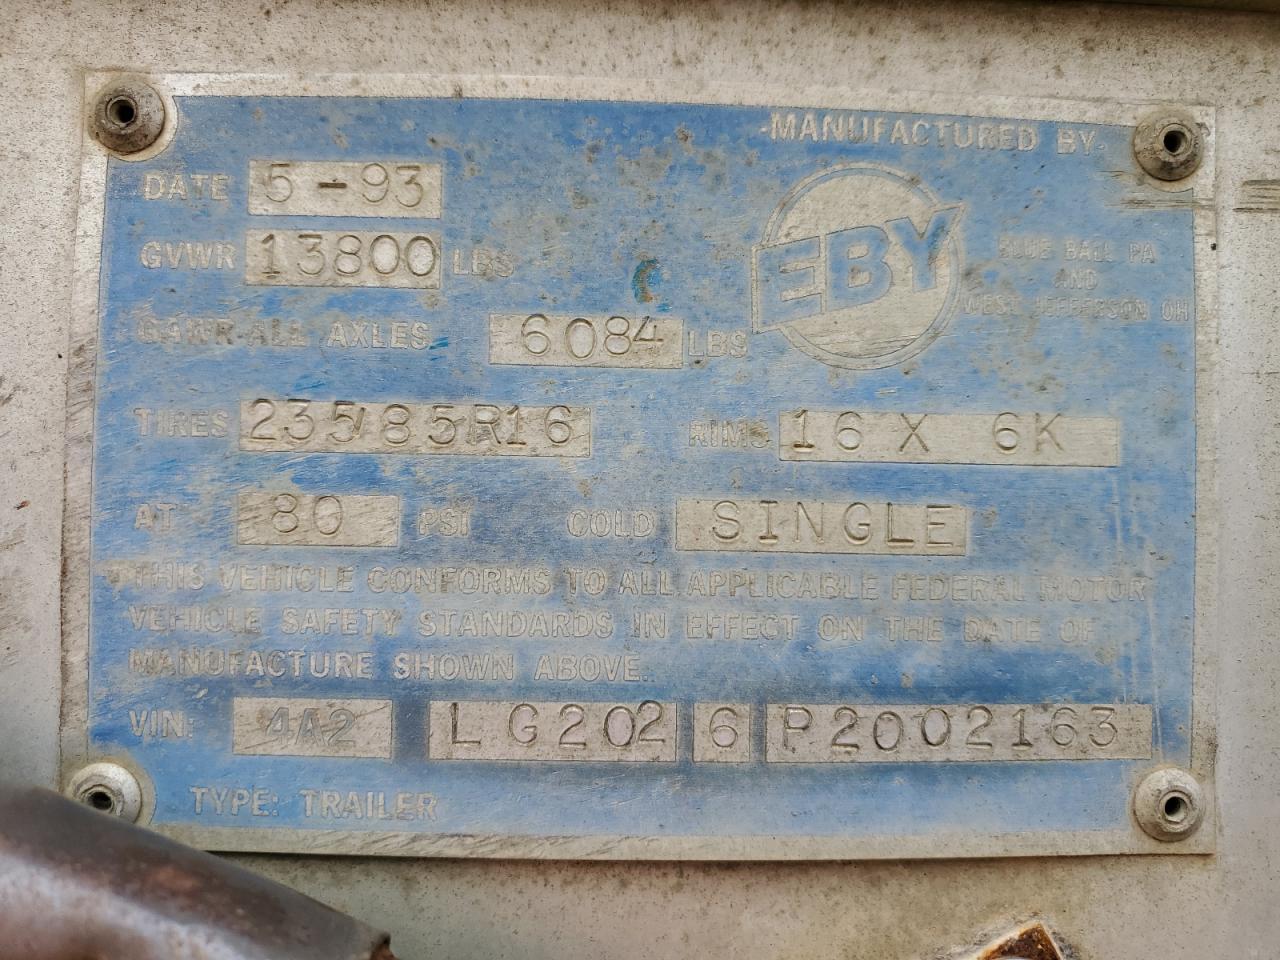 MANUFACTURED BY
DATE 5-93
EBY
GVWR 13800 LBS
BLUE BALL PA
AND
WEST JEFFERSON OH
GAWR-ALL AXLES 6084 LBS
TIRES 235/85R16 RIMS 16 X 6K
AT 80 PSI COLD SINGLE
THIS VEHICLE CONFORMS TO ALL APPLICABLE FEDERAL MOTOR
VEHICLE SAFETY STANDARDS IN EFFECT ON THE DATE OF
MANUFACTURE SHOWN ABOVE.
VIN: 4A2 LG202 6 P2002163
TYPE: TRAILER